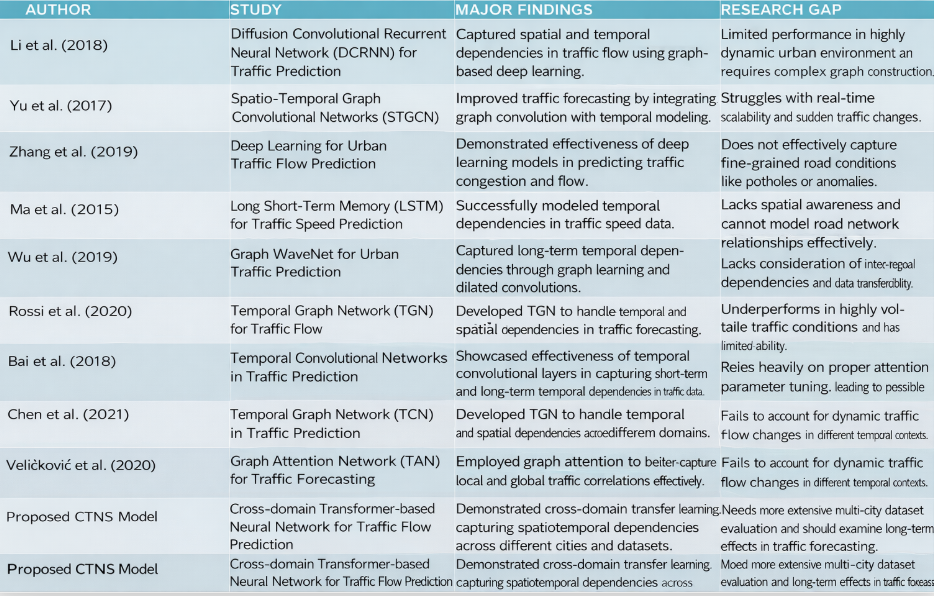 AUTHOR STUDY MAJOR FINDINGS RESEARCH GAP
Li et al. (2018)
Diffusion Convolutional Recurrent
Neural Network (DCRNN) for
Traffic Prediction
Captured spatial and temporal
dependencies in traffic flow using graph-
based deep learning.
Limited performance in highly
dynamic urban environment an
requires complex graph construction.
Yu et al. (2017)
Spatio-Temporal Graph
Convolutional Networks (STGCN)
Improved traffic forecasting by integrating
graph convolution with temporal modeling.
Struggles with real-time
scalability and sudden traffic changes.
Zhang et al. (2019)
Deep Learning for Urban
Traffic Flow Prediction
Demonstrated effectiveness of deep
learning models in predicting traffic
congestion and flow.
Does not effectively capture
fine-grained road conditions
like potholes or anomalies.
Ma et al. (2015)
Long Short-Term Memory (LSTM)
for Traffic Speed Prediction
Successfully modeled temporal
dependencies in traffic speed data.
Lacks spatial awareness and
cannot model road network
relationships effectively.
Wu et al. (2019)
Graph WaveNet for Urban
Traffic Prediction
Captured long-term temporal depen-
dencies through graph learning and
dilated convolutions.
Lacks consideration of inter-regoal
dependencies and data transferciblity.
Rossi et al. (2020)
Temporal Graph Network (TGN)
for Traffic Flow
Developed TGN to handle temporal and
spatial oependencies in traffic forecasting.
Underperforms in highly vol-
taile traffic conditions and has
limited·ability.
Bai et al. (2018)
Temporal Convolutional Networks
in Traffic Prediction
Showcased effectiveness of temporal
convolutional layers in capturing short-term
and long-term temporal dependencies in traffic data.
Reies heavily on proper attention
parameter tuning. leading to possible
Chen et al. (2021)
Temporal Graph Network (TCN)
in Traffic Prediction
Developed TGN to handle temporal
and spatial dependencies acroedifferem domains.
Fails to account for dynamic traffic
flow changes in different temporal contexts.
Veličković et al. (2020)
Graph Attention Network (TAN)
for Traffic Forecasting
Employed graph attention to beiter-capture
local and global traffic correlations effectively.
Fails to account for dynamic traffic
flow changes in different temporal contexts.
Proposed CTNS Model
Cross-domain Transformer-based
Neural Network for Traffic Flow
Prediction
Demonstrated cross-domain transfer learning.
capturing spatiotemporal dependencies
across different cities and datasets.
Needs more extensive multi-city dataset
evaluation and should examine long-term
effects in traffic forecasting.
Proposed CTNS Model
Cross-domain Transformer-based
Neural Network for Traffic Flow Prediction
Demonstrated cross-domain transfer learning.
capturing spatiotemporal dependencies across
Moed more extensive multi-city dataset
evaluation and long-term effects in traffic foreass